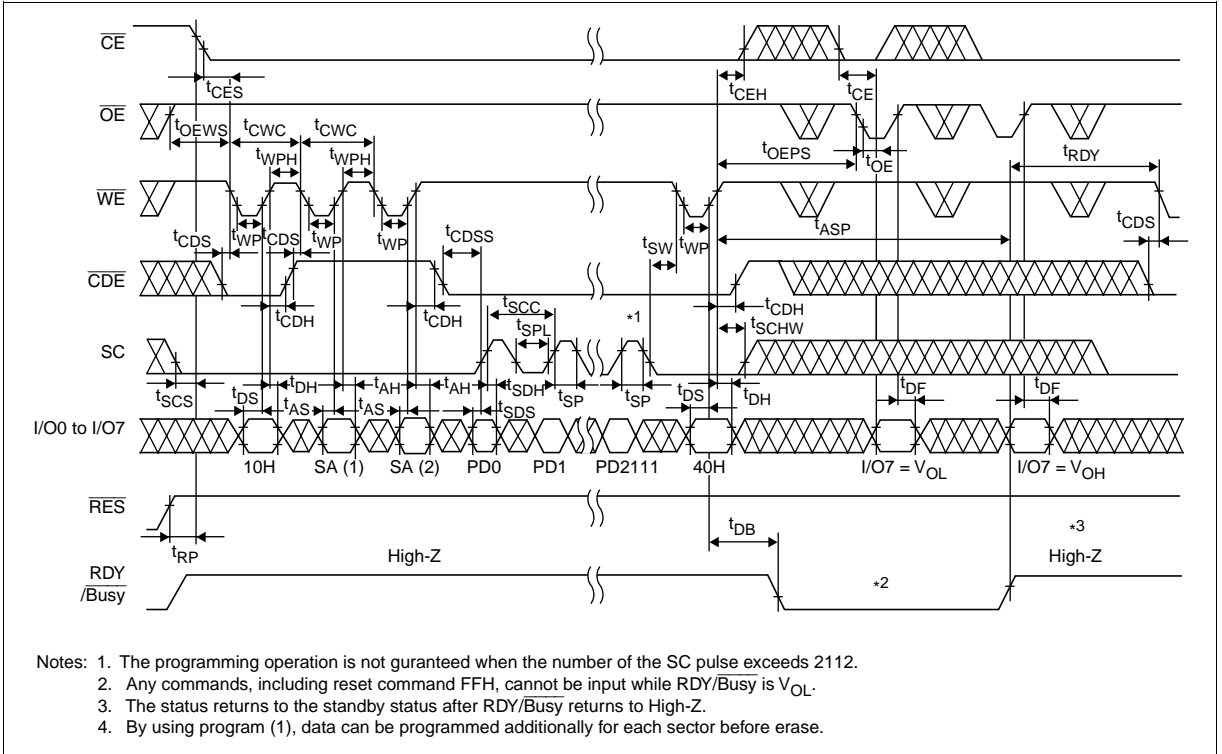 CE
tCES tCEH tCE
OE
tOEWS tCWC tCWC
tWPH tWPH tOEPS tOE tRDY
WE
tCDS tWP tCDS tWP tWP tCDSS tSW tWP tASP tCDS
CDE
tCDH tCDH tSCC tSPL *1 tCDH tSCHW
SC
tSCS tDS tDH tAS tAH tAS tAH tSDH tSDS tSP tSP tDS tDH tDF tDF
I/O0 to I/O7
10H SA (1) SA (2) PD0 PD1 PD2111 40H I/O7 = VOL I/O7 = VOH
RES
tRP High-Z tDB *3 High-Z
RDY
/Busy
*2
Notes: 1. The programming operation is not guranteed when the number of the SC pulse exceeds 2112.
2. Any commands, including reset command FFH, cannot be input while RDY/Busy is VOL.
3. The status returns to the standby status after RDY/Busy returns to High-Z.
4. By using program (1), data can be programmed additionally for each sector before erase.